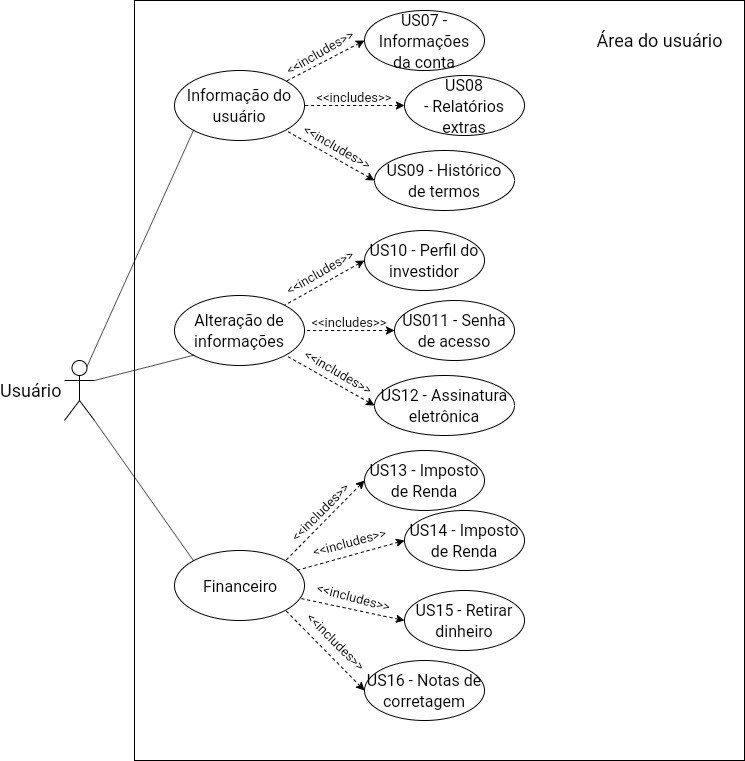 Área do usuário
US07 -
Informações
da conta
<<includes>>
Informação do
usuário
<<includes>>
US08
- Relatórios
extras
<<includes>>
US09 - Histórico
de termos
US10 - Perfil do
investidor
<<includes>>
Alteração de
informações
<<includes>>
US011 - Senha
de acesso
<<includes>>
US12 - Assinatura
eletrônica
Usuário
US13 - Imposto
de Renda
<<includes>>
US14 - Imposto
de Renda
<<includes>>
Financeiro
<<includes>>
US15 - Retirar
dinheiro
<<includes>>
US16 - Notas de
corretagem